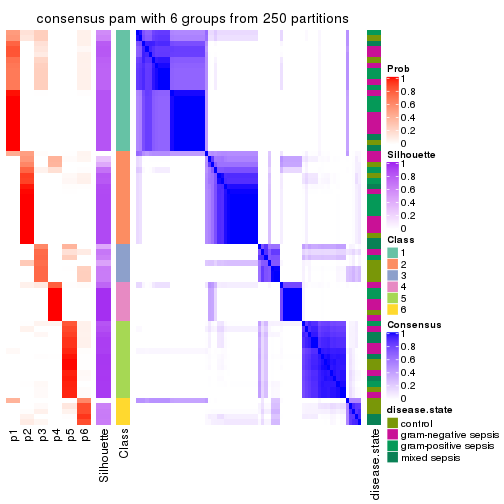 consensus pam with 6 groups from 250 partitions
Prob
1
0.8
0.6
0.4
0.2
0
Silhouette
1
0.8
0.6
0.4
0.2
0
Class
1
2
3
4
5
6
Consensus
1
0.8
0.6
0.4
0.2
0
disease.state
control
gram-negative sepsis
gram-positive sepsis
mixed sepsis
p1
p2
p3
p4
p5
p6
Silhouette
Class
disease.state